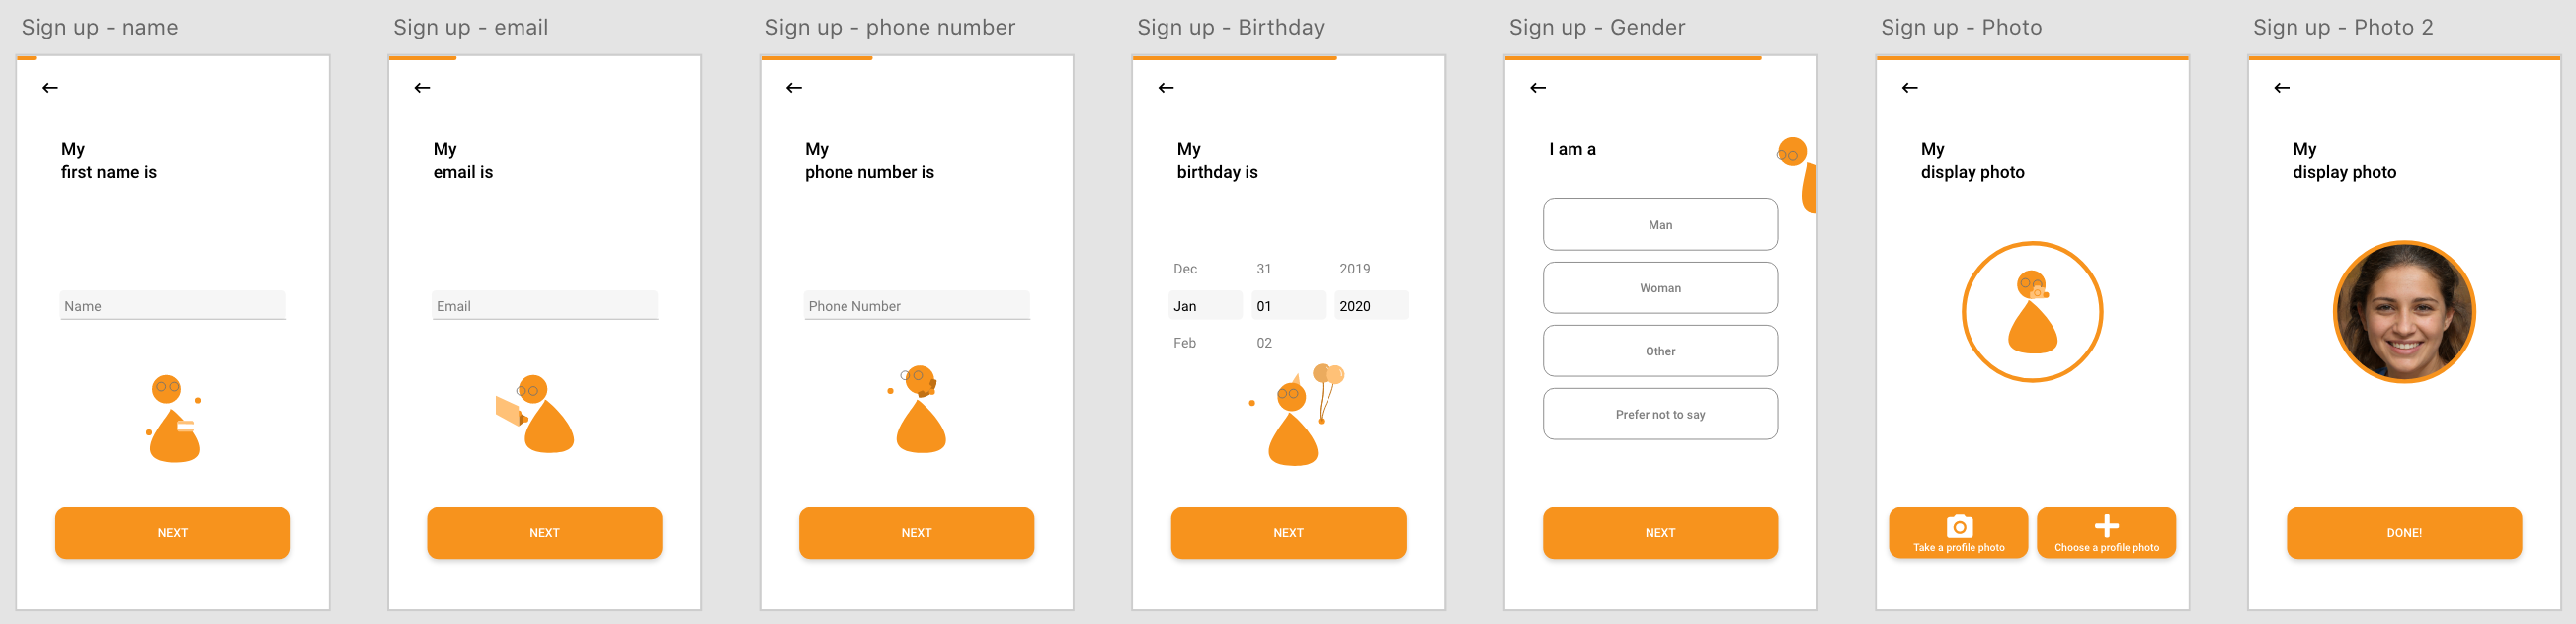 Sign up - name
My
first name is
Name
NEXT
Sign up - email
My
email is
Email
NEXT
Sign up - phone number
My
phone number is
Phone Number
NEXT
Sign up - Birthday
My
birthday is
Dec 31 2019
Jan 01 2020
Feb 02
NEXT
Sign up - Gender
I am a
Man
Woman
Other
Prefer not to say
NEXT
Sign up - Photo
My
display photo
Take a profile photo
Choose a profile photo
Sign up - Photo 2
My
display photo
DONE!